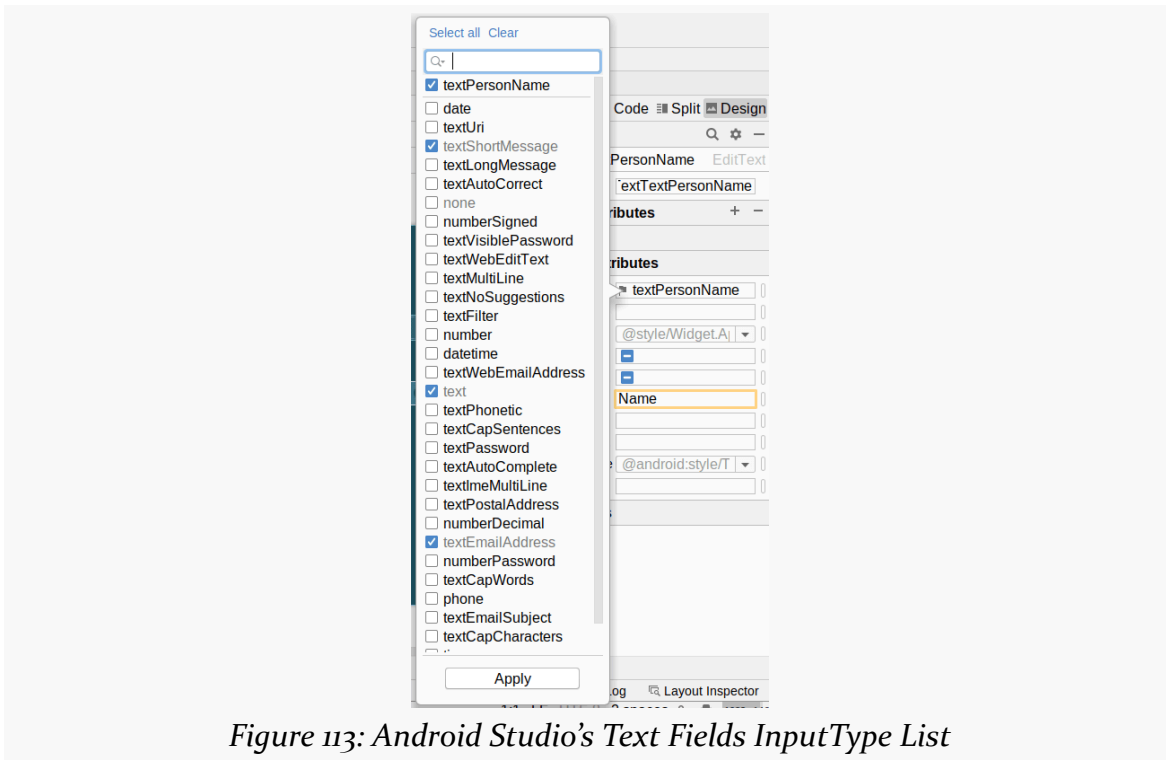 Select all Clear
textPersonName
date
textUri
textShortMessage
textLongMessage
textAutoCorrect
none
numberSigned
textVisiblePassword
textWebEditText
textMultiLine
textNoSuggestions
textFilter
number
datetime
textWebEmailAddress
text
textPhonetic
textCapSentences
textPassword
textAutoComplete
textImeMultiLine
textPostalAddress
numberDecimal
textEmailAddress
numberPassword
textCapWords
phone
textEmailSubject
textCapCharacters
Apply
Code Split Design
PersonName EditText
extTextPersonName
ributes
tributes
textPersonName
@style/Widget.A
Name
@android:style/T
og Layout Inspector
Figure 113: Android Studio’s Text Fields InputType List